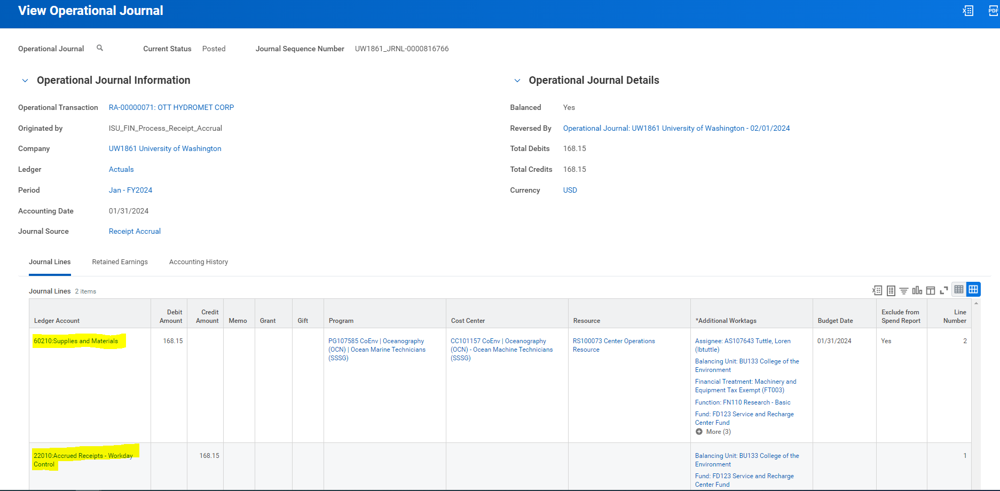 View Operational Journal
PDF
Operational Journal
Current Status Posted
Journal Sequence Number UW1861_JRNL-0000816766
Operational Journal Information
Operational Transaction RA-00000071: OTT HYDROMET CORP
Originated by ISU_FIN_Process_Receipt_Accrual
Company UW1861 University of Washington
Ledger Actuals
Period Jan - FY2024
Accounting Date 01/31/2024
Journal Source Receipt Accrual
Operational Journal Details
Balanced Yes
Reversed By Operational Journal: UW1861 University of Washington - 02/01/2024
Total Debits 168.15
Total Credits 168.15
Currency USD
Journal Lines Retained Earnings Accounting History
Journal Lines 2 items
Ledger Account
Debit
Amount
Credit
Amount
Memo
Grant
Gift
Program
Cost Center
Resource
*Additional Worktags
Budget Date
Exclude from
Spend Report
Line
Number
60210:Supplies and Materials
168.15
PG107585 CoEnv | Oceanography
(OCN) | Ocean Marine Technicians
(SSSG)
CC101157 CoEnv | Oceanography
(OCN) - Ocean Machine Technicians
(SSSG)
RS100073 Center Operations
Resource
Assignee: AS107643 Tuttle, Loren
(lbtuttle)
Balancing Unit: BU133 College of the
Environment
Financial Treatment: Machinery and
Equipment Tax Exempt (FT003)
Function: FN110 Research - Basic
Fund: FD123 Service and Recharge
Center Fund
More (3)
01/31/2024
Yes
2
22010:Accrued Receipts - Workday
Control
168.15
Balancing Unit: BU133 College of the
Environment
Fund: FD123 Service and Recharge
Center Fund
1